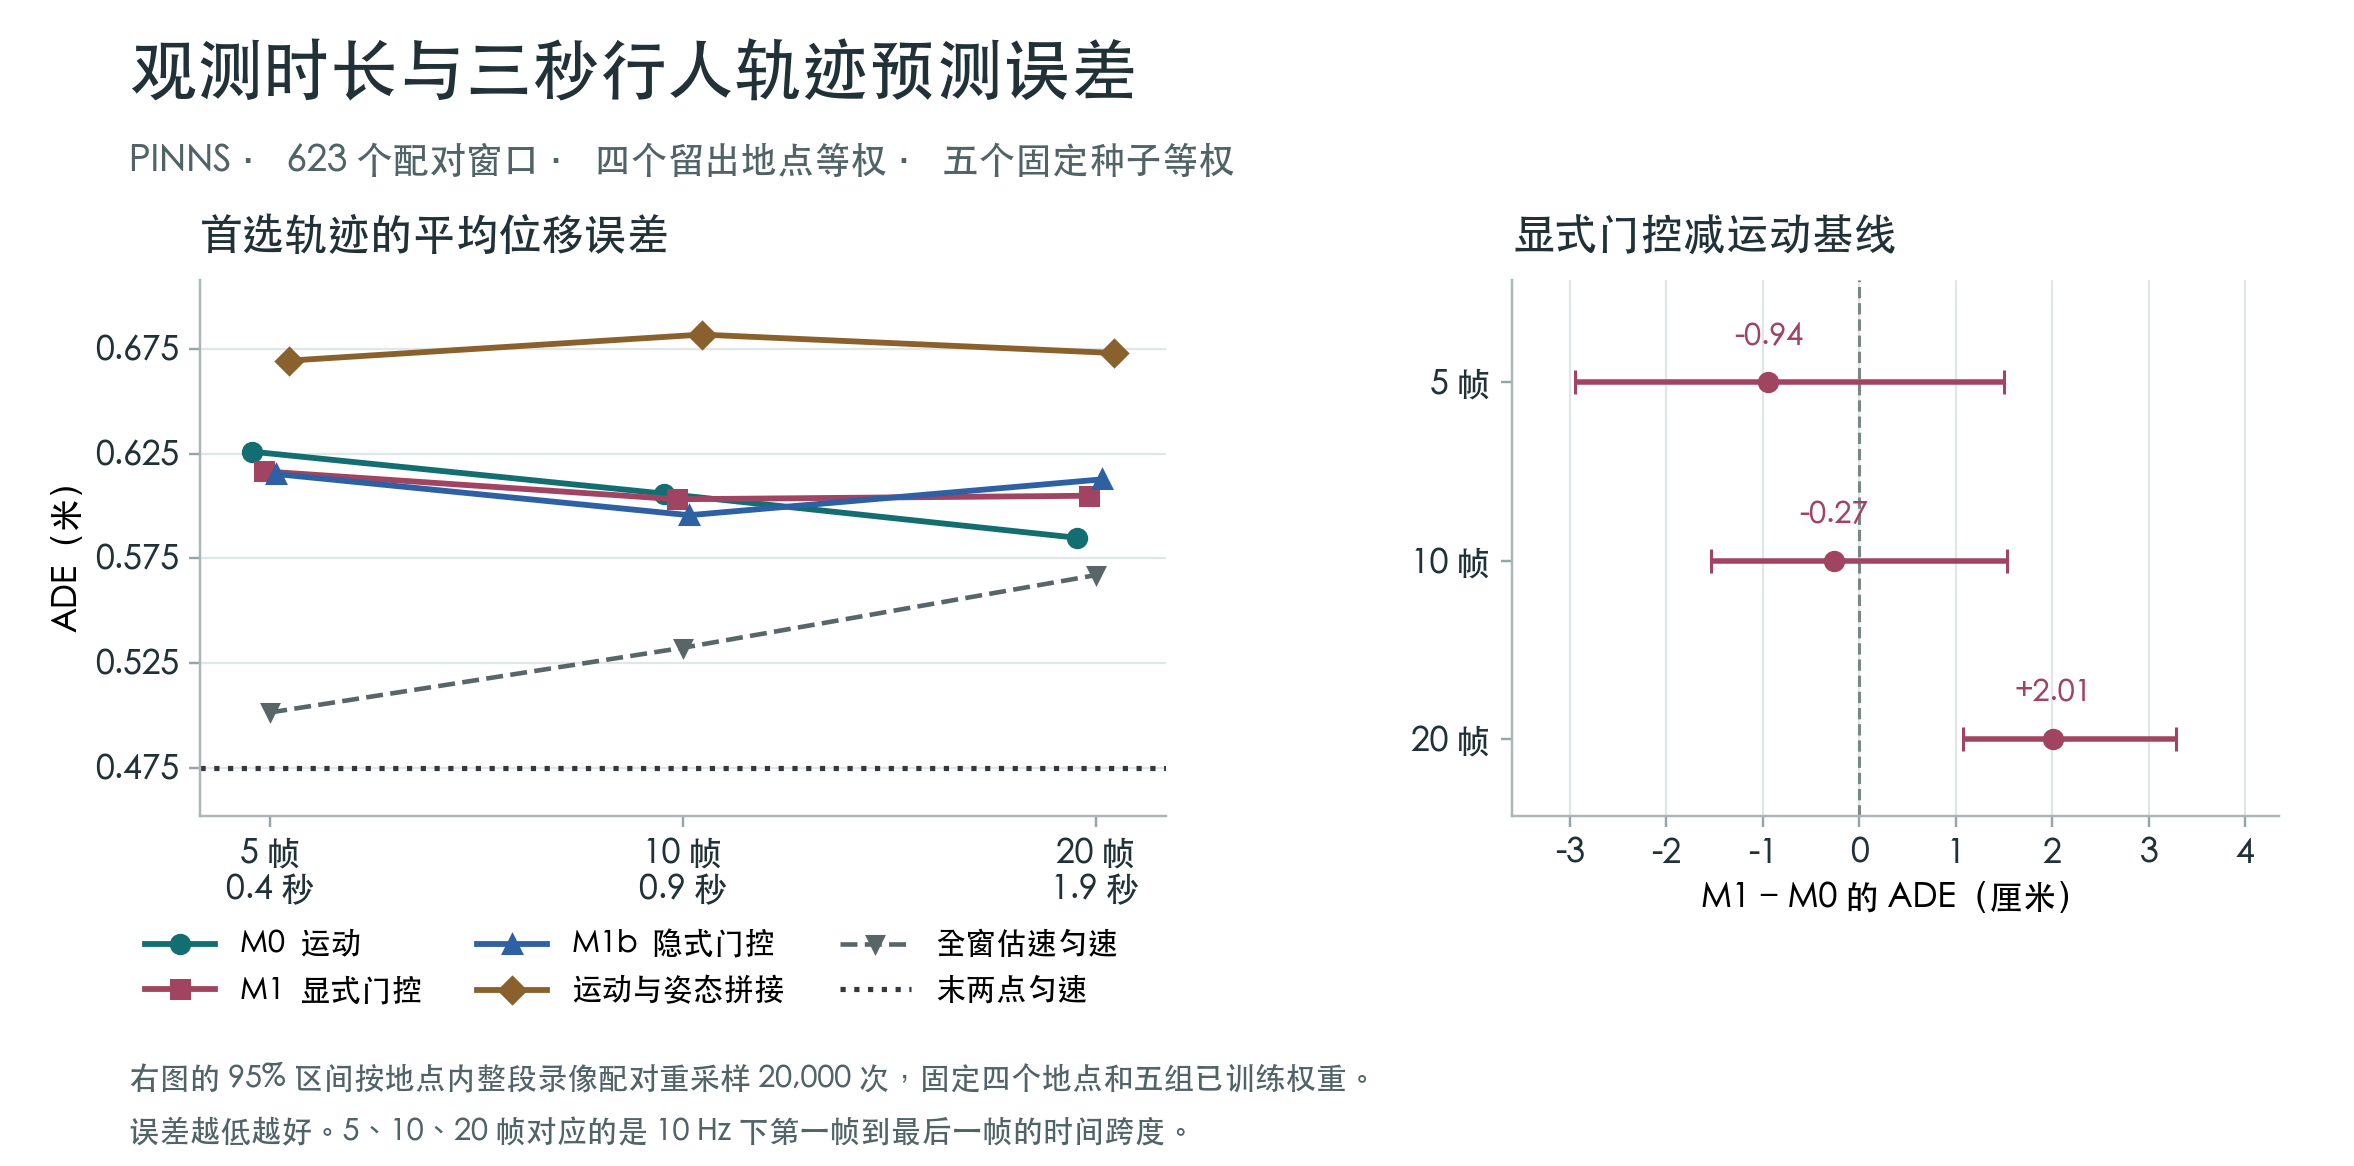 观测时长与三秒行人轨迹预测误差
PINNS · 623 个配对窗口 · 四个留出地点等权 · 五个固定种子等权
首选轨迹的平均位移误差
ADE（米）
0.675
0.625
0.575
0.525
0.475
5 帧
0.4 秒
10 帧
0.9 秒
20 帧
1.9 秒
M0 运动
M1 显式门控
M1b 隐式门控
运动与姿态拼接
全窗估速匀速
末两点匀速
显式门控减运动基线
5 帧
10 帧
20 帧
-0.94
-0.27
+2.01
-3 -2 -1 0 1 2 3 4
M1 − M0 的 ADE（厘米）
右图的 95% 区间按地点内整段录像配对重采样 20,000 次，固定四个地点和五组已训练权重。
误差越低越好。5、10、20 帧对应的是 10 Hz 下第一帧到最后一帧的时间跨度。